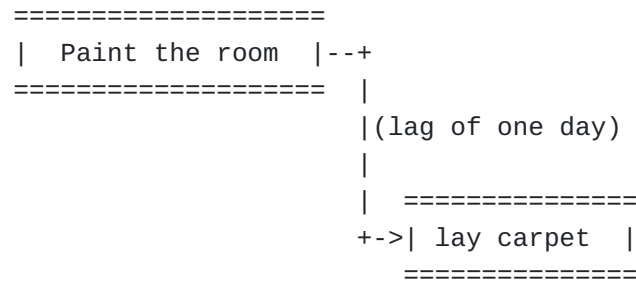 ====================
|  Paint the room  |--+
====================  |
|(lag of one day)
|
|  ===============
+->| lay carpet  |
===============